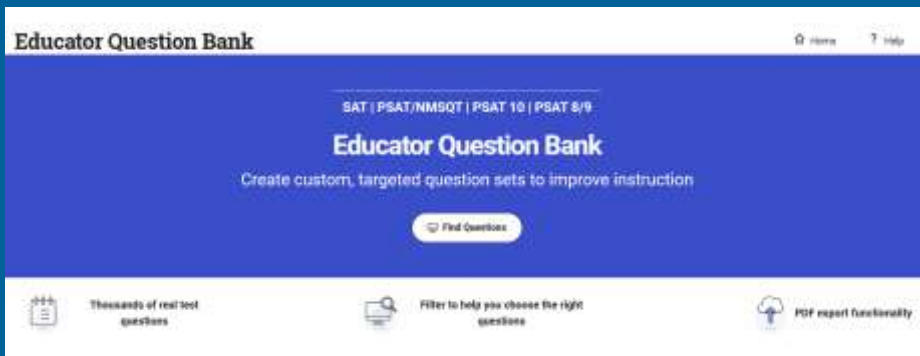 Educator Question Bank
Home
? Help
SAT | PSAT/NMSQT | PSAT 10 | PSAT 8/9
Educator Question Bank
Create custom, targeted question sets to improve instruction
Find Questions
Thousands of real test
questions
Filter to help you choose the right
questions
PDF export functionality